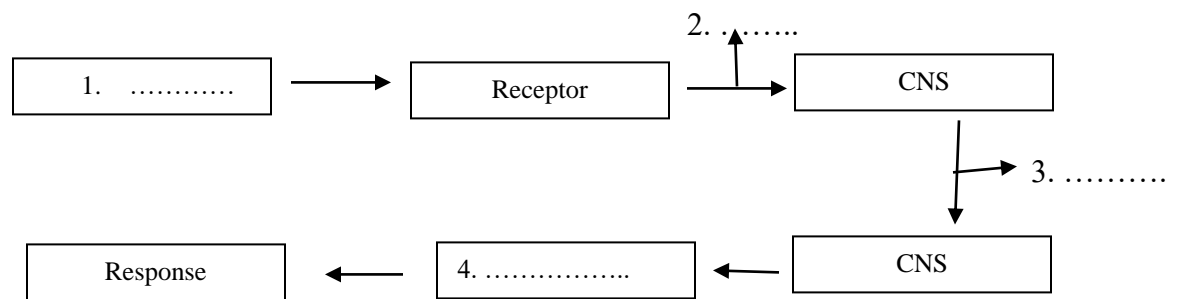 2. ……..
1. …………
Receptor
CNS
3. ……….
Response
4. ……………..
CNS